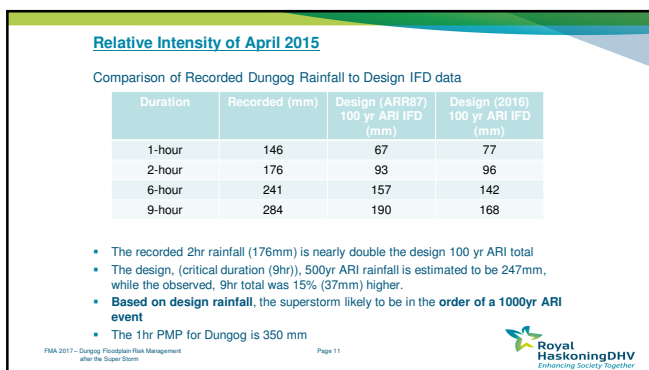 Relative Intensity of April 2015
Comparison of Recorded Dungog Rainfall to Design IFD data
Duration Recorded (mm) Design (ARR87) 100 yr ARI IFD (mm) Design (2016) 100 yr ARI IFD (mm)
1-hour 146 67 77
2-hour 176 93 96
6-hour 241 157 142
9-hour 284 190 168
▪ The recorded 2hr rainfall (176mm) is nearly double the design 100 yr ARI total
▪ The design, (critical duration (9hr)), 500yr ARI rainfall is estimated to be 247mm,
while the observed, 9hr total was 15% (37mm) higher.
▪ Based on design rainfall, the superstorm likely to be in the order of a 1000yr ARI
event
▪ The 1hr PMP for Dungog is 350 mm
FMA 2017 – Dungog Floodplain Risk Management
after the Super Storm
Page 11
Royal
HaskoningDHV
Enhancing Society Together